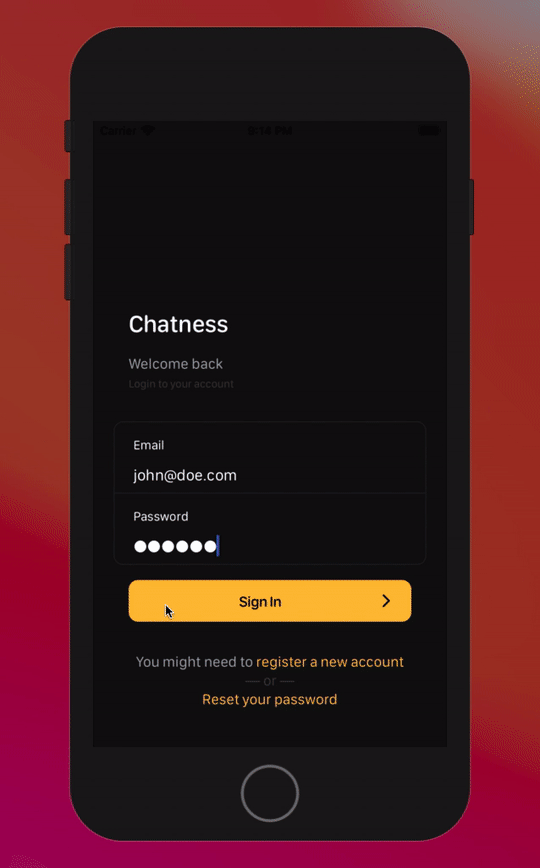 Carrier 6:14 PM
Chatness
Welcome back
Login to your account
Email
john@doe.com
Password
●●●●●●
Sign In
You might need to register a new account
— or —
Reset your password